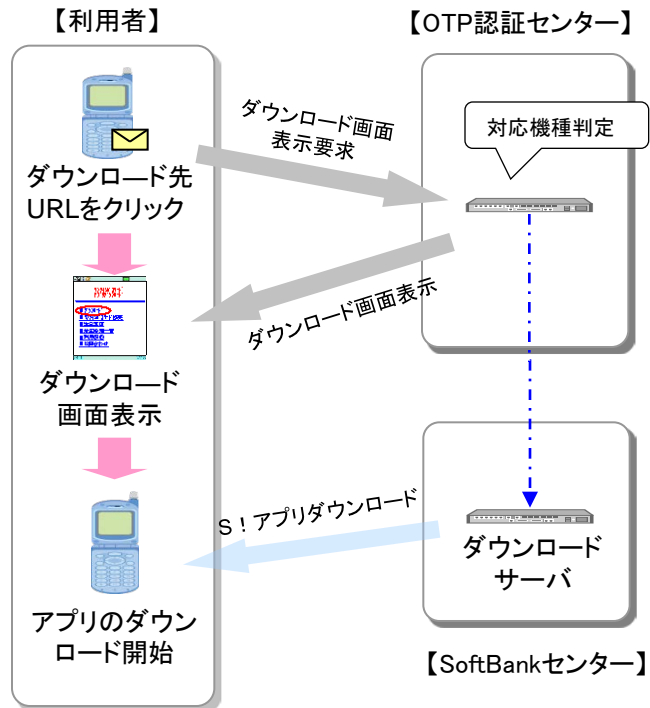 【利用者】
【OTP認証センター】
ダウンロード画面
表示要求
対応機種判定
ダウンロ―ド先
URLをクリック
ダウンロード画面表示
ダウンロ―ド
画面表示
S！アプリダウンロード
ダウンロード
サーバ
アプリのダウン
ロード開始
【SoftBankセンター】